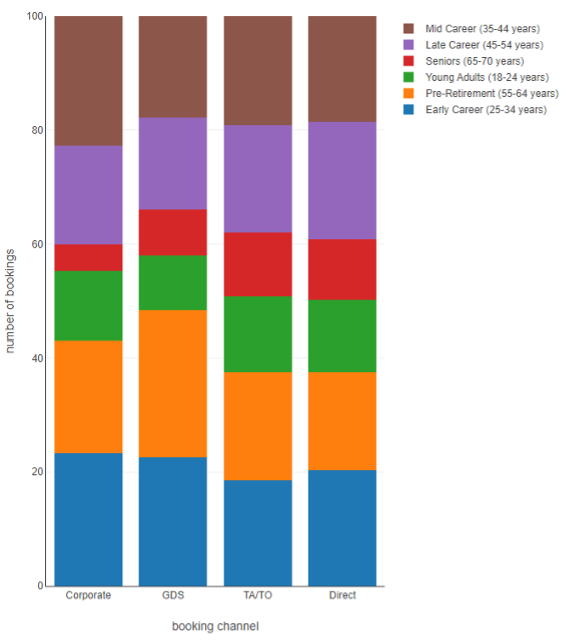 100
80
60
40
20
0
number of bookings
Corporate
GDS
TA/TO
Direct
booking channel
Mid Career (35-44 years)
Late Career (45-54 years)
Seniors (65-70 years)
Young Adults (18-24 years)
Pre-Retirement (55-64 years)
Early Career (25-34 years)